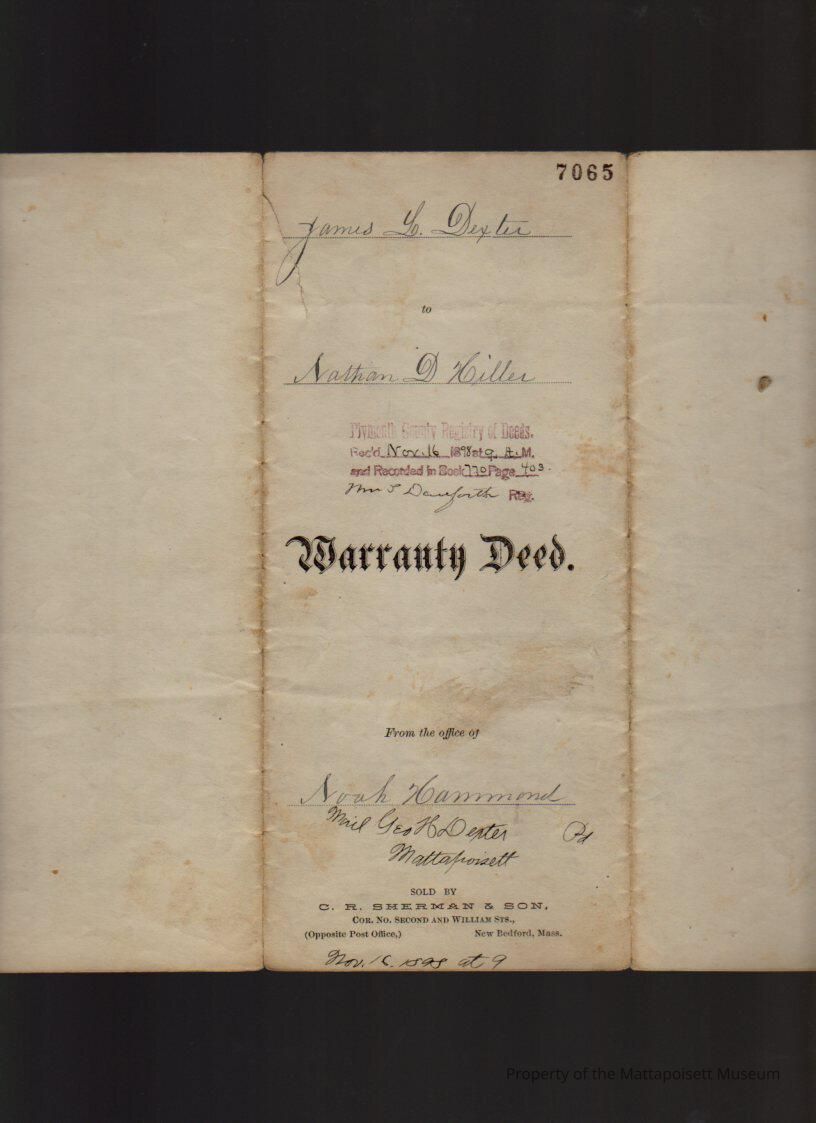 7065
James L. Dexter
to
Nathan D Hiller
Plymouth County Registry of Deeds.
Rec'd Nov. 16 1898 at 9 A.M.
and Recorded in Book 770 Page 403.
Wm S Danforth Reg.
Warranty Deed.
From the office of
Noah Hammond
Mail Geo H Dexter Pd
Mattapoisett
SOLD BY
C. R. SHERMAN & SON,
COR. NO. SECOND AND WILLIAM STS.,
(Opposite Post Office,) New Bedford, Mass.
Nov. 16. 1898 at 9
Property of the Mattapoisett Museum